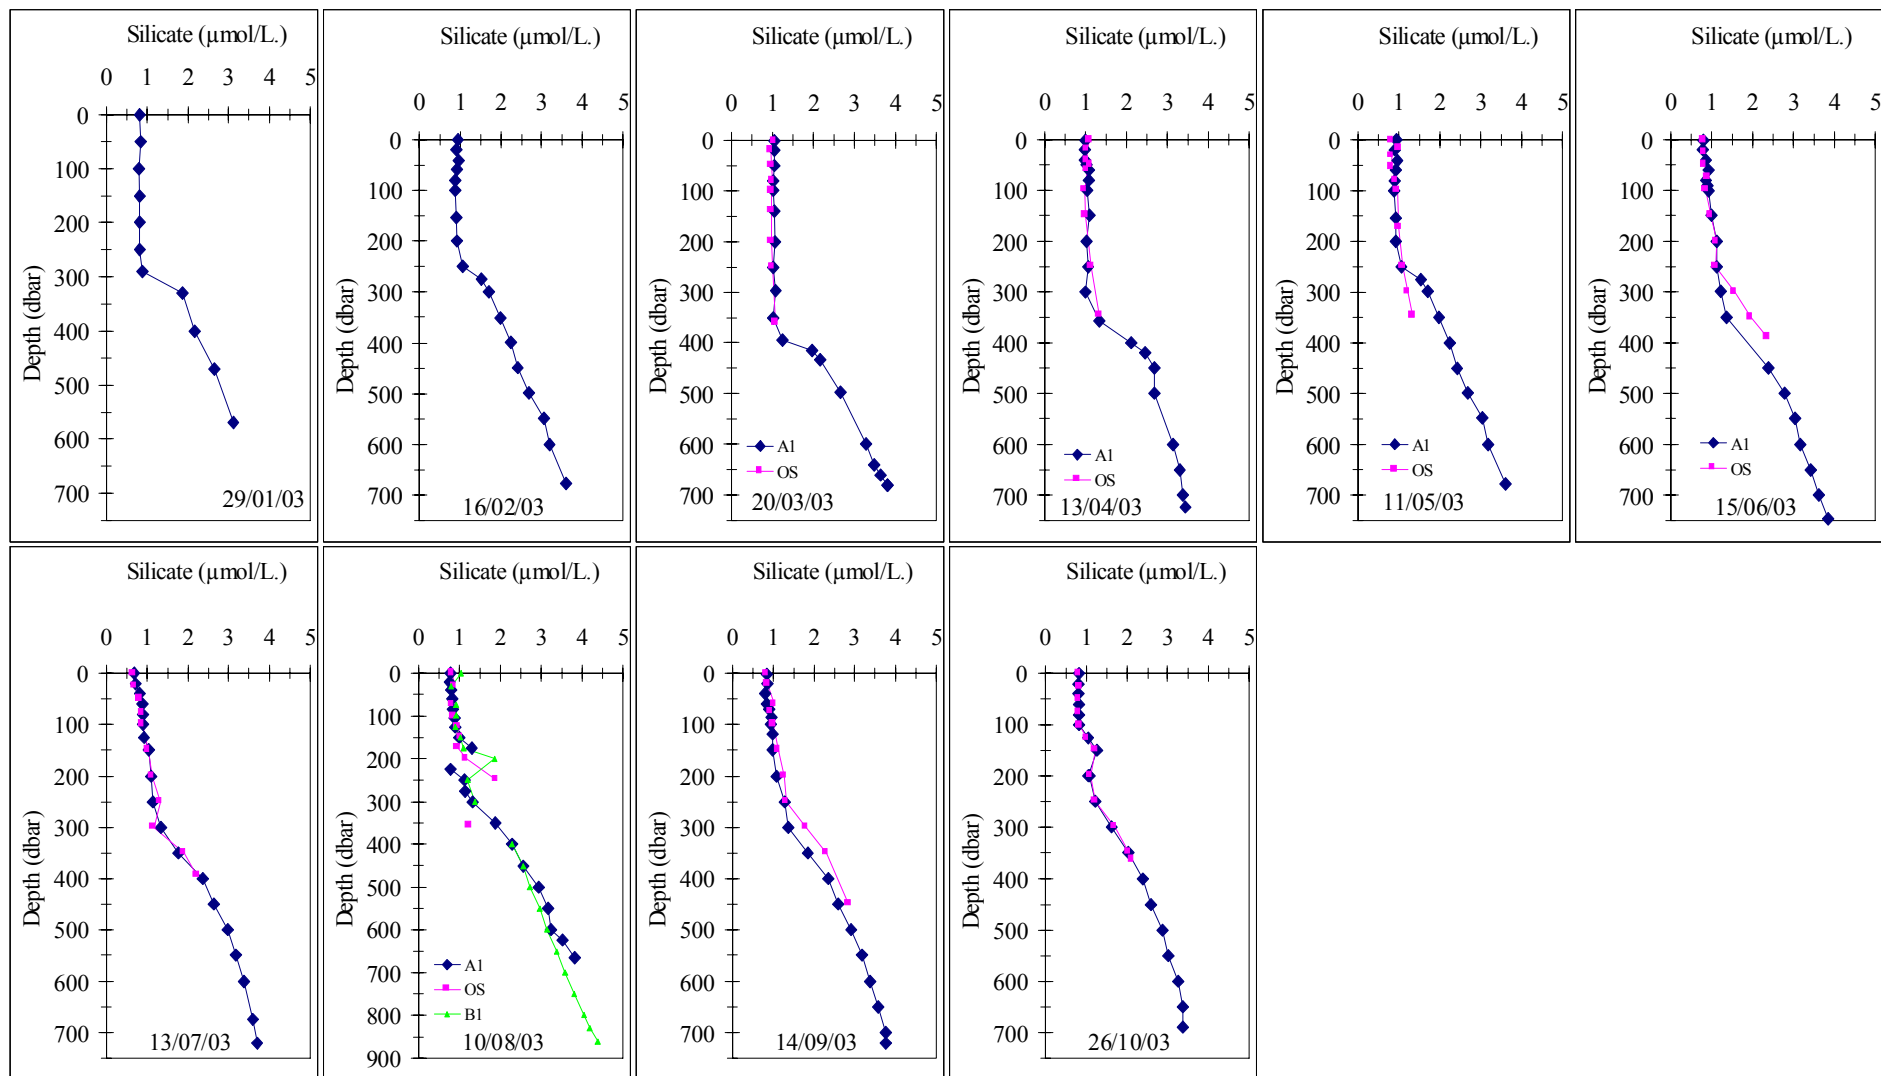 Silicate (µmol/L.)
0 1 2 3 4 5
0
100
200
300
400
500
600
700
Depth (dbar)
29/01/03
Silicate (µmol/L.)
0 1 2 3 4 5
0
100
200
300
400
500
600
700
Depth (dbar)
16/02/03
Silicate (µmol/L.)
0 1 2 3 4 5
0
100
200
300
400
500
600
700
Depth (dbar)
A1
OS
20/03/03
Silicate (µmol/L.)
0 1 2 3 4 5
0
100
200
300
400
500
600
700
Depth (dbar)
A1
OS
13/04/03
Silicate (µmol/L.)
0 1 2 3 4 5
0
100
200
300
400
500
600
700
Depth (dbar)
A1
OS
11/05/03
Silicate (µmol/L.)
0 1 2 3 4 5
0
100
200
300
400
500
600
700
Depth (dbar)
A1
OS
15/06/03
Silicate (µmol/L.)
0 1 2 3 4 5
0
100
200
300
400
500
600
700
Depth (dbar)
13/07/03
Silicate (µmol/L.)
0 1 2 3 4 5
0
100
200
300
400
500
600
700
800
900
Depth (dbar)
A1
OS
B1
10/08/03
Silicate (µmol/L.)
0 1 2 3 4 5
0
100
200
300
400
500
600
700
Depth (dbar)
14/09/03
Silicate (µmol/L.)
0 1 2 3 4 5
0
100
200
300
400
500
600
700
Depth (dbar)
26/10/03